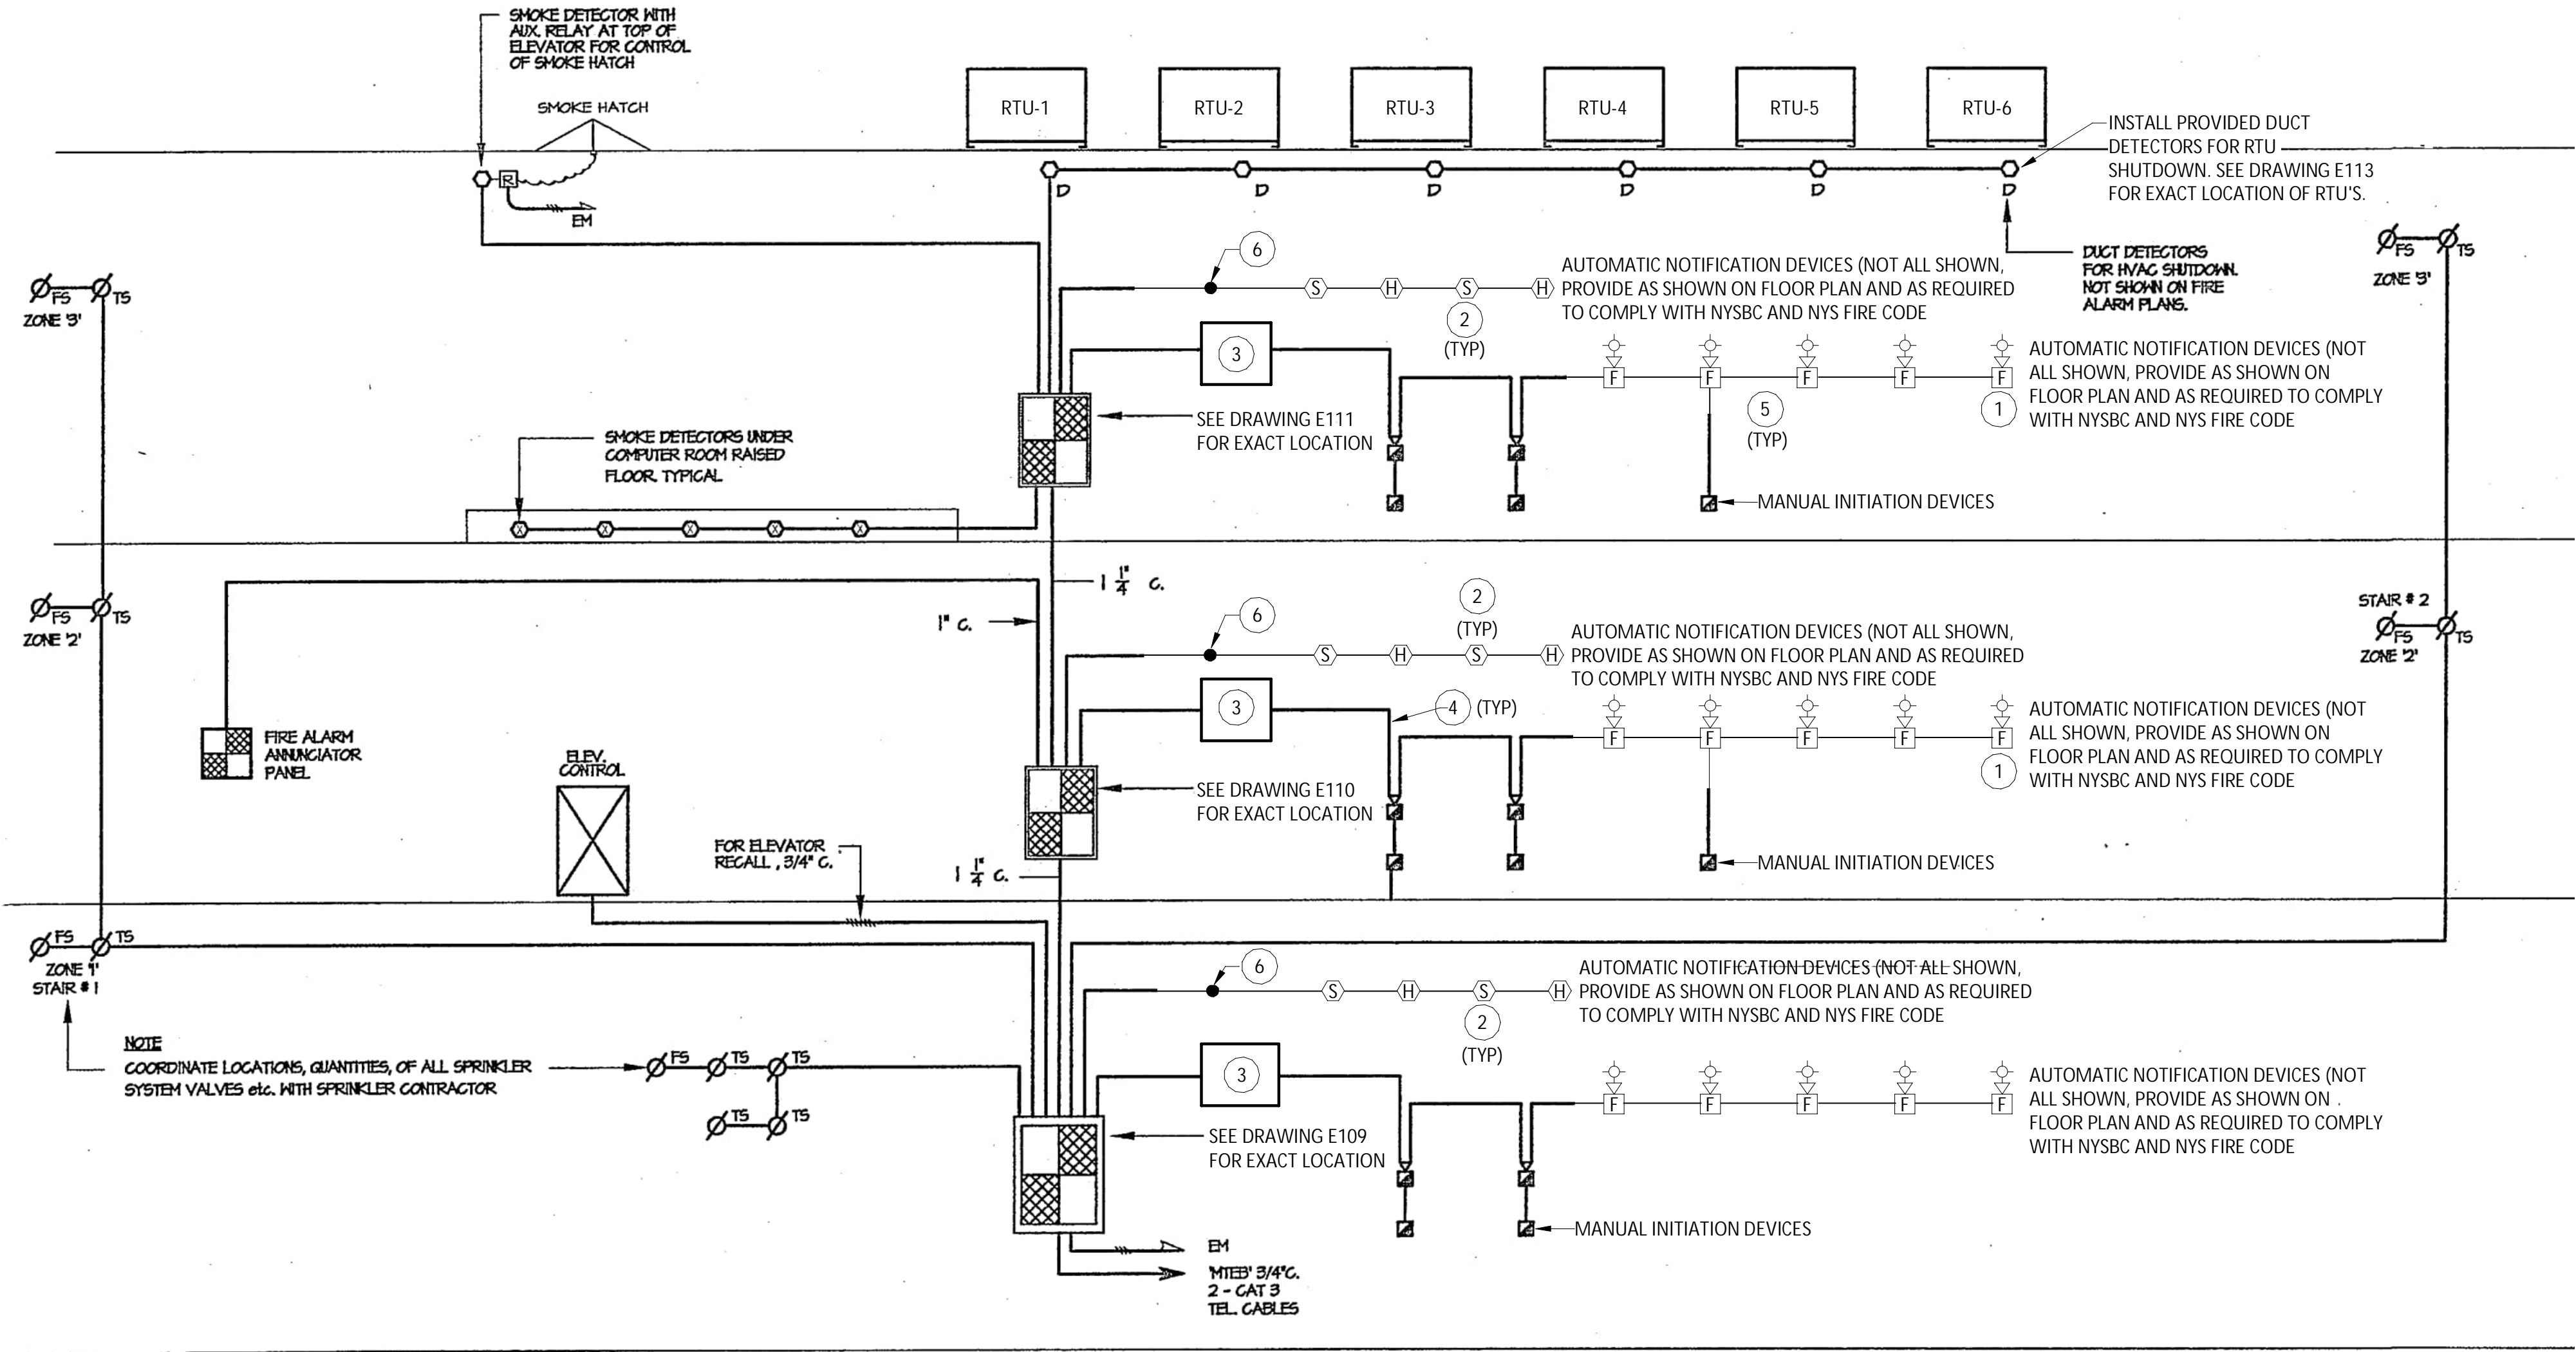 SMOKE DETECTOR WITH
AUX. RELAY AT TOP OF
ELEVATOR FOR CONTROL
OF SMOKE HATCH
SMOKE HATCH
RTU-1
RTU-2
RTU-3
RTU-4
RTU-5
RTU-6
INSTALL PROVIDED DUCT
DETECTORS FOR RTU
SHUTDOWN. SEE DRAWING E113
FOR EXACT LOCATION OF RTU'S.
R
EM
D
D
D
D
D
D
DUCT DETECTORS
FOR HVAC SHUTDOWN.
NOT SHOWN ON FIRE
ALARM PLANS.
FS
TS
ZONE '3'
FS
TS
ZONE '3'
6
S
H
S
H
AUTOMATIC NOTIFICATION DEVICES (NOT ALL SHOWN,
PROVIDE AS SHOWN ON FLOOR PLAN AND AS REQUIRED
TO COMPLY WITH NYSBC AND NYS FIRE CODE
2
(TYP)
3
F
F
F
F
F
AUTOMATIC NOTIFICATION DEVICES (NOT
ALL SHOWN, PROVIDE AS SHOWN ON
FLOOR PLAN AND AS REQUIRED TO COMPLY
WITH NYSBC AND NYS FIRE CODE
1
5
(TYP)
SEE DRAWING E111
FOR EXACT LOCATION
MANUAL INITIATION DEVICES
SMOKE DETECTORS UNDER
COMPUTER ROOM RAISED
FLOOR. TYPICAL
X
X
X
X
X
1 1/4" C.
1" C.
FS
TS
ZONE '2'
STAIR # 2
FS
TS
ZONE '2'
6
2
(TYP)
S
H
S
H
AUTOMATIC NOTIFICATION DEVICES (NOT ALL SHOWN,
PROVIDE AS SHOWN ON FLOOR PLAN AND AS REQUIRED
TO COMPLY WITH NYSBC AND NYS FIRE CODE
3
4
(TYP)
F
F
F
F
F
AUTOMATIC NOTIFICATION DEVICES (NOT
ALL SHOWN, PROVIDE AS SHOWN ON
FLOOR PLAN AND AS REQUIRED TO COMPLY
WITH NYSBC AND NYS FIRE CODE
1
FIRE ALARM
ANNUNCIATOR
PANEL
ELEV.
CONTROL
SEE DRAWING E110
FOR EXACT LOCATION
FOR ELEVATOR
RECALL, 3/4" C.
1 1/4" C.
MANUAL INITIATION DEVICES
FS
TS
ZONE '1'
STAIR # 1
6
S
H
S
H
AUTOMATIC NOTIFICATION DEVICES (NOT ALL SHOWN,
PROVIDE AS SHOWN ON FLOOR PLAN AND AS REQUIRED
TO COMPLY WITH NYSBC AND NYS FIRE CODE
2
(TYP)
NOTE
COORDINATE LOCATIONS, QUANTITIES, OF ALL SPRINKLER
SYSTEM VALVES etc. WITH SPRINKLER CONTRACTOR
FS
TS
TS
TS
TS
3
F
F
F
F
F
AUTOMATIC NOTIFICATION DEVICES (NOT
ALL SHOWN, PROVIDE AS SHOWN ON
FLOOR PLAN AND AS REQUIRED TO COMPLY
WITH NYSBC AND NYS FIRE CODE
SEE DRAWING E109
FOR EXACT LOCATION
MANUAL INITIATION DEVICES
EM
'MTEB' 3/4"C.
2 - CAT 3
TEL. CABLES